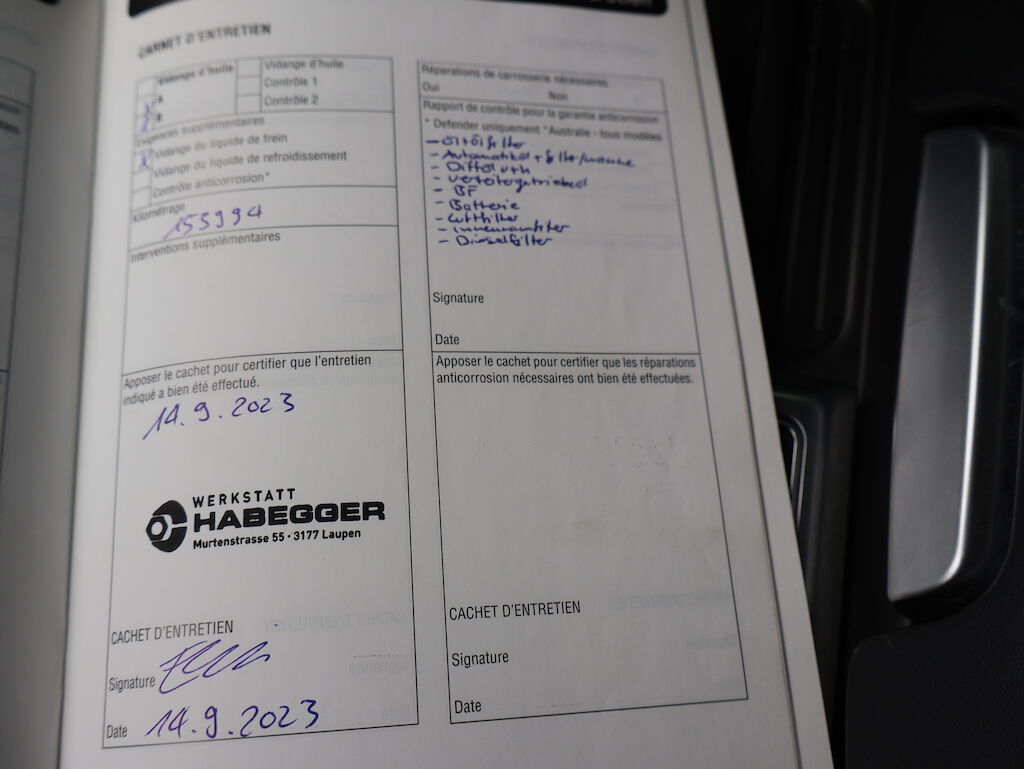 CARNET D'ENTRETIEN
Vidange d'huile
A
B
Vidange d'huile
Contrôle 1
Contrôle 2
Exigences supplémentaires
X Vidange du liquide de frein
Vidange du liquide de refroidissement
Contrôle anticorrosion*
Kilométrage
155994
Interventions supplémentaires
Apposer le cachet pour certifier que l'entretien
indiqué a bien été effectué.
14.9.2023
WERKSTATT
HABEGGER
Murtenstrasse 55 · 3177 Laupen
CACHET D'ENTRETIEN
Signature
Date 14.9.2023
Réparations de carrosserie nécessaires
Oui Non
Rapport de contrôle pour la garantie anticorrosion
* Defender uniquement *Australie - tous modèles
- Öl+Ölfilter
- Automatiköl + filter/wanne
- Difföl v+h
- Verteilergetriebeöl
- BF
- Batterie
- Luftfilter
- Innenraumfilter
- Dieselfilter
Signature
Date
Apposer le cachet pour certifier que les réparations
anticorrosion nécessaires ont bien été effectuées.
CACHET D'ENTRETIEN
Signature
Date